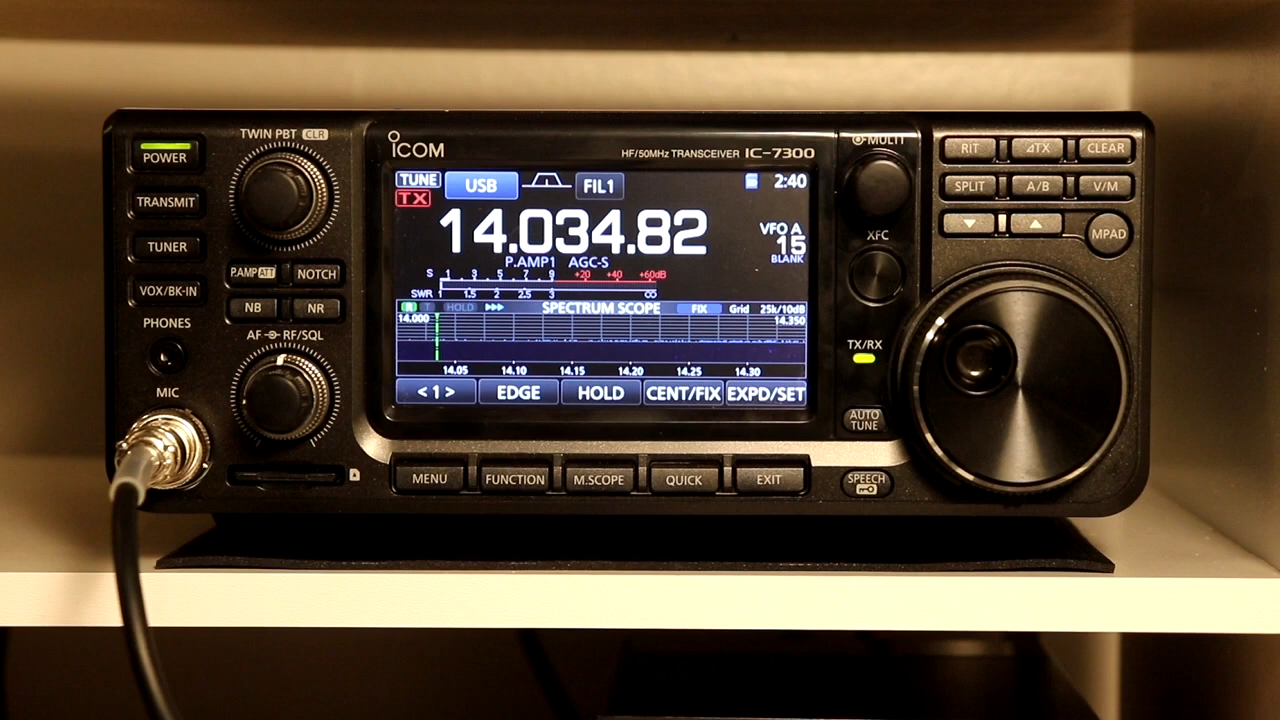 TWIN PBT CLR
POWER
TRANSMIT
TUNER
VOX/BK-IN
P.AMP ATT NOTCH
NB NR
PHONES
AF RF/SQL
MIC
ICOM
HF/50MHz TRANSCEIVER IC-7300
TUNE USB FIL1 2:40
TX
14.034.82
VFO A
15
BLANK
P.AMP1 AGC-S
S 1 3 5 7 9 +20 +40 +60dB
SWR 1 1.5 2 2.5 3 ∞
HOLD SPECTRUM SCOPE FIX Grid 25k/10dB
14.000 14.350
14.05 14.10 14.15 14.20 14.25 14.30
<1> EDGE HOLD CENT/FIX EXPD/SET
MENU FUNCTION M.SCOPE QUICK EXIT
MULTI
XFC
TX/RX
AUTO
TUNE
SPEECH
RIT ⊿TX CLEAR
SPLIT A/B V/M
MPAD